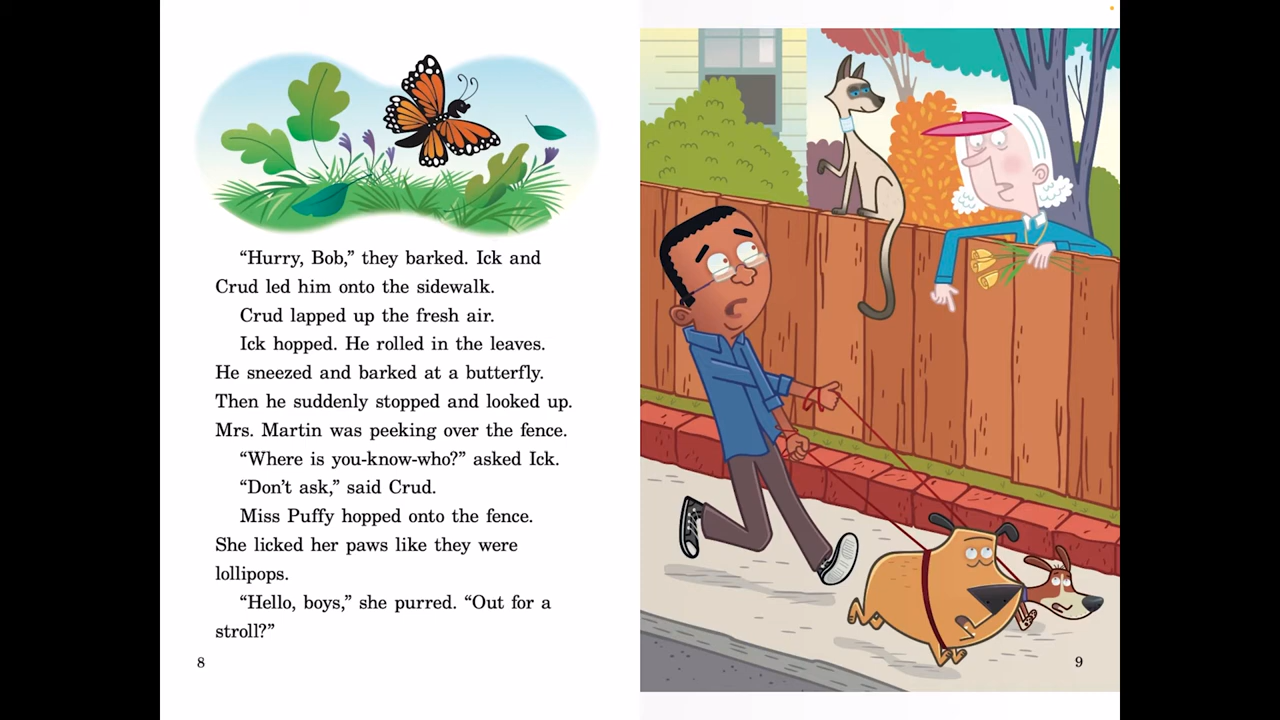 “Hurry, Bob,” they barked. Ick and
Crud led him onto the sidewalk.
Crud lapped up the fresh air.
Ick hopped. He rolled in the leaves.
He sneezed and barked at a butterfly.
Then he suddenly stopped and looked up.
Mrs. Martin was peeking over the fence.
“Where is you-know-who?” asked Ick.
“Don’t ask,” said Crud.
Miss Puffy hopped onto the fence.
She licked her paws like they were
lollipops.
“Hello, boys,” she purred. “Out for a
stroll?”
8
9